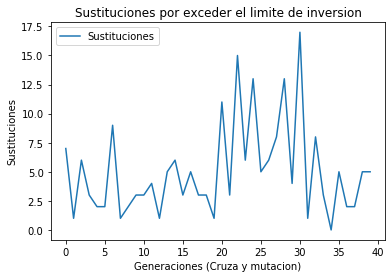 Sustituciones por exceder el limite de inversion
Sustituciones
17.5
15.0
12.5
10.0
7.5
5.0
2.5
0.0
Sustituciones
0 5 10 15 20 25 30 35 40
Generaciones (Cruza y mutacion)